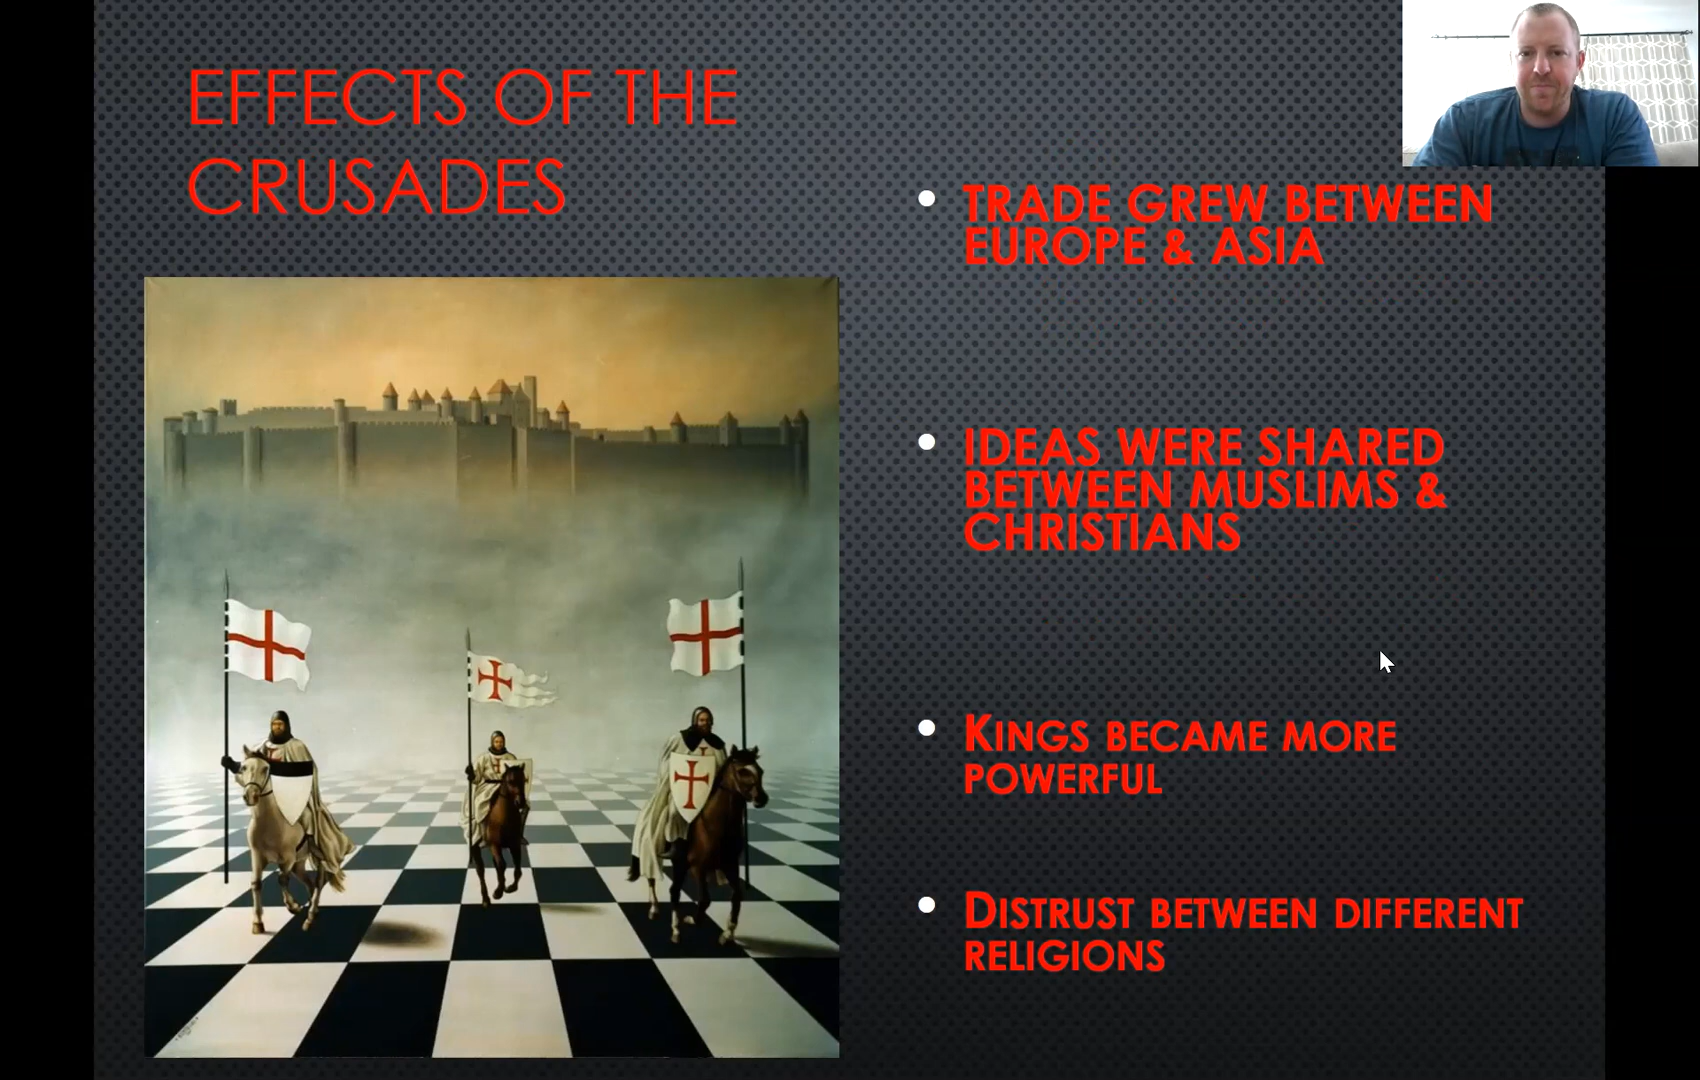 EFFECTS OF THE
CRUSADES
• TRADE GREW BETWEEN
EUROPE & ASIA
• IDEAS WERE SHARED
BETWEEN MUSLIMS &
CHRISTIANS
• KINGS BECAME MORE
POWERFUL
• DISTRUST BETWEEN DIFFERENT
RELIGIONS